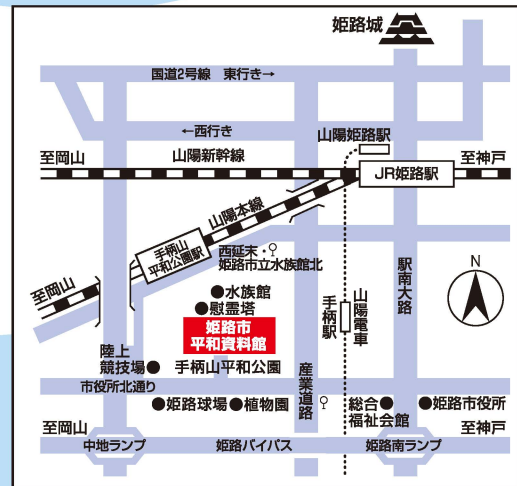 姫路城
国道2号線 東行き→
←西行き
山陽姫路駅
至岡山
山陽新幹線
JR姫路駅
至神戸
山陽本線
手柄山
平和公園駅
西延末・
姫路市立水族館北
至岡山
駅南大路
N
●水族館
●慰霊塔
手柄駅
山陽電車
姫路市
平和資料館
陸上
競技場●
手柄山平和公園
産業道路
市役所北通り
●姫路球場
●植物園
総合●
福祉会館
●姫路市役所
至岡山
中地ランプ
姫路バイパス
姫路南ランプ
至神戸